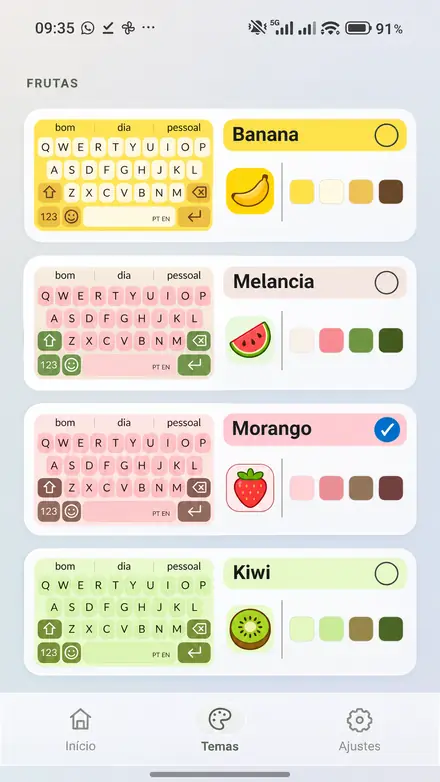 09:35 5G 91%
FRUTAS
bom dia pessoal
Q W E R T Y U I O P
A S D F G H J K L
Z X C V B N M
123 PT EN
Banana
bom dia pessoal
Q W E R T Y U I O P
A S D F G H J K L
Z X C V B N M
123 PT EN
Melancia
bom dia pessoal
Q W E R T Y U I O P
A S D F G H J K L
Z X C V B N M
123 PT EN
Morango
bom dia pessoal
Q W E R T Y U I O P
A S D F G H J K L
Z X C V B N M
123 PT EN
Kiwi
Início Temas Ajustes